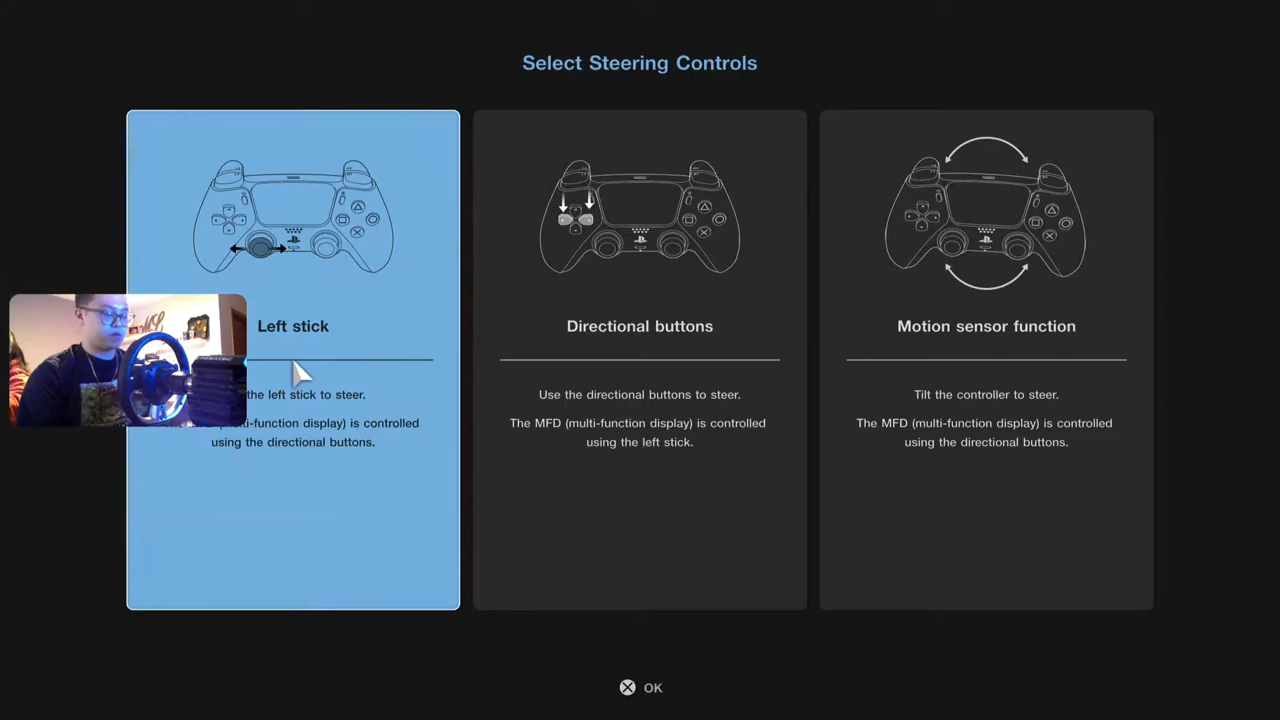 Select Steering Controls
Left stick
the left stick to steer.
(multi-function display) is controlled
using the directional buttons.
Directional buttons
Use the directional buttons to steer.
The MFD (multi-function display) is controlled
using the left stick.
Motion sensor function
Tilt the controller to steer.
The MFD (multi-function display) is controlled
using the directional buttons.
OK